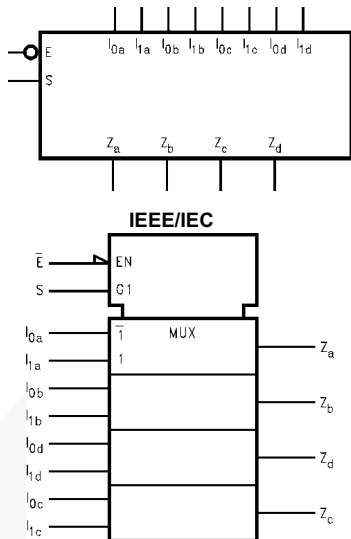 I0a I1a I0b I1b I0c I1c I0d I1d
E
S
Za Zb Zc Zd
IEEE/IEC
E̅ EN
S G1
I0a 1̅ MUX
Za
I1a 1
I0b
Zb
I1b
I0d
Zd
I1d
I0c
Zc
I1c